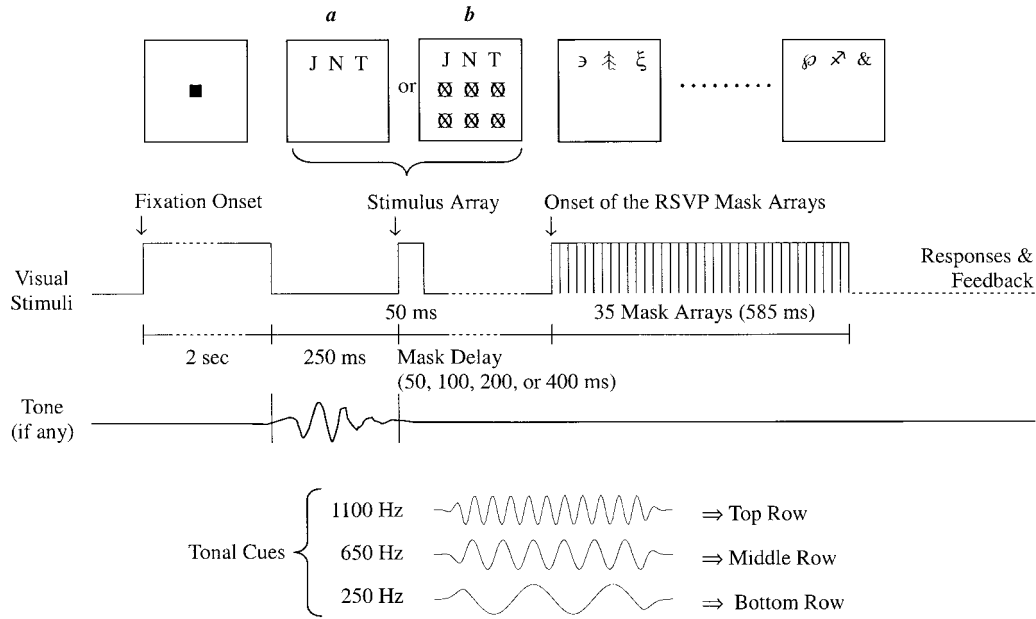 a b
J N T
or
J N T
϶ ξ
℘ ♐ &
Fixation Onset
Stimulus Array
Onset of the RSVP Mask Arrays
Visual
Stimuli
Responses &
Feedback
50 ms
35 Mask Arrays (585 ms)
2 sec
250 ms
Mask Delay
(50, 100, 200, or 400 ms)
Tone
(if any)
Tonal Cues
1100 Hz ⇒ Top Row
650 Hz ⇒ Middle Row
250 Hz ⇒ Bottom Row